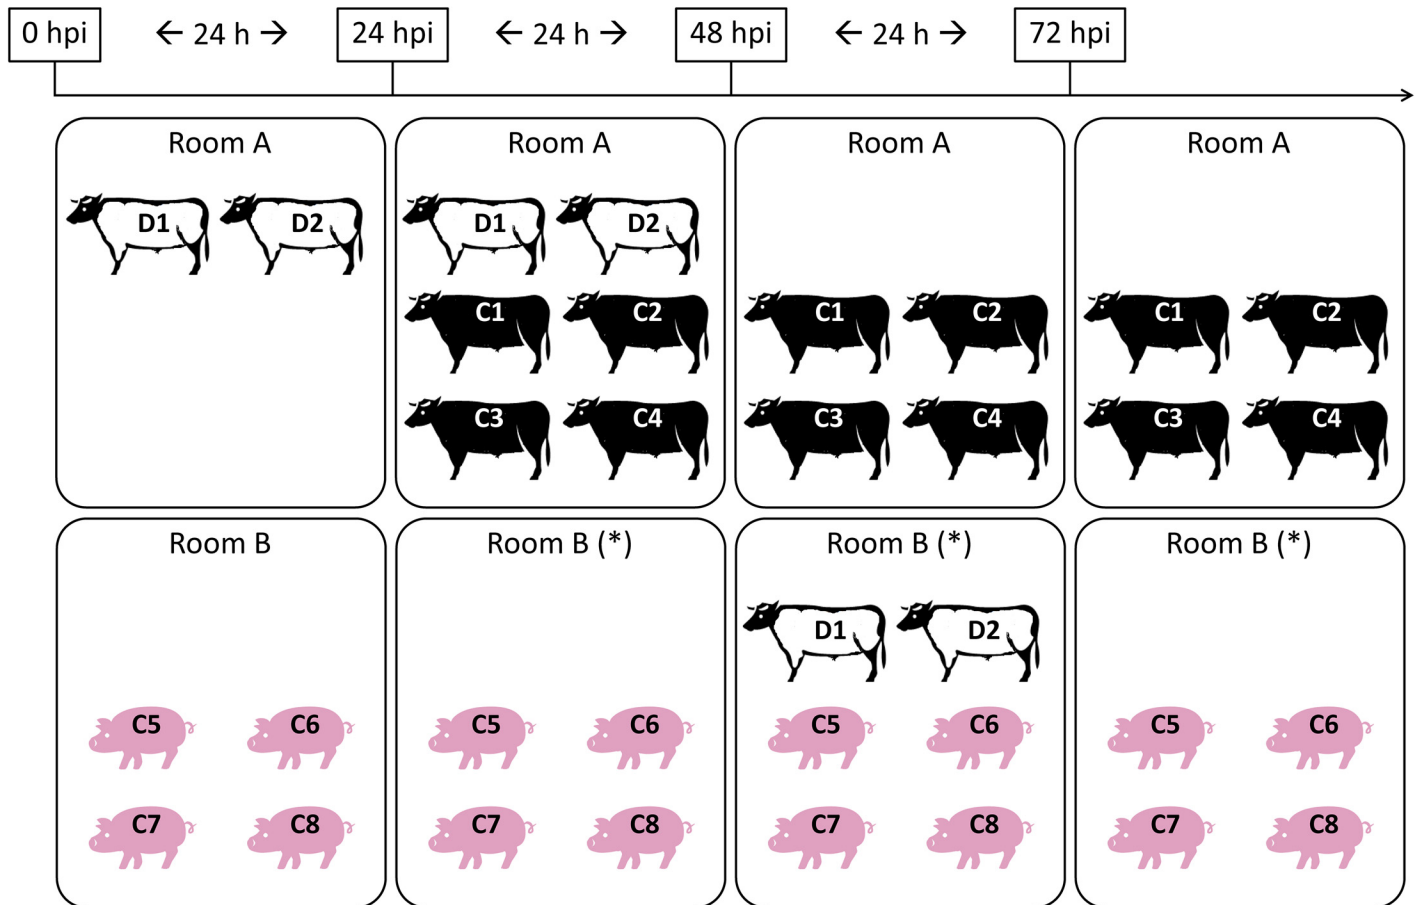 0 hpi ← 24 h → 24 hpi ← 24 h → 48 hpi ← 24 h → 72 hpi
Room A Room A Room A Room A
D1 D2 D1 D2
C1 C2 C1 C2 C1 C2
C3 C4 C3 C4 C3 C4
Room B Room B (*) Room B (*) Room B (*)
D1 D2
C5 C6 C5 C6 C5 C6 C5 C6
C7 C8 C7 C8 C7 C8 C7 C8